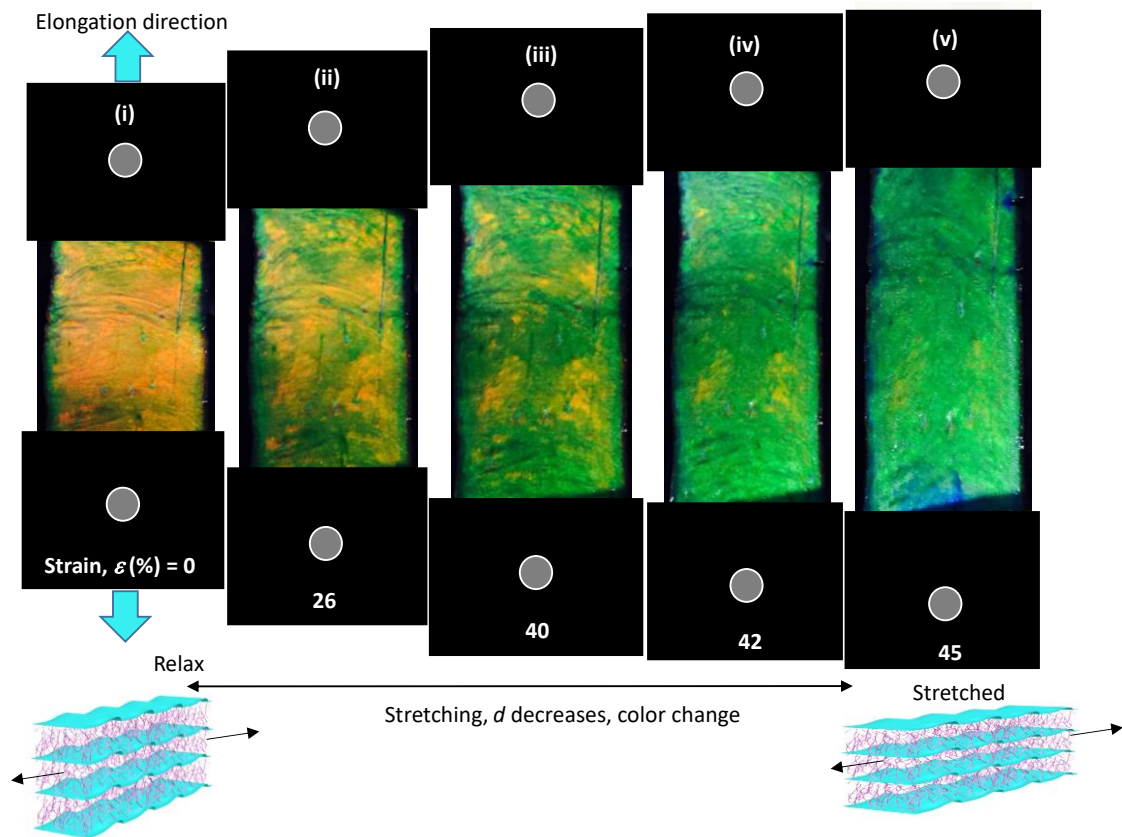 Elongation direction
(i)
(ii)
(iii)
(iv)
(v)
Strain, ε(%) = 0
26
40
42
45
Relax
Stretched
Stretching, d decreases, color change